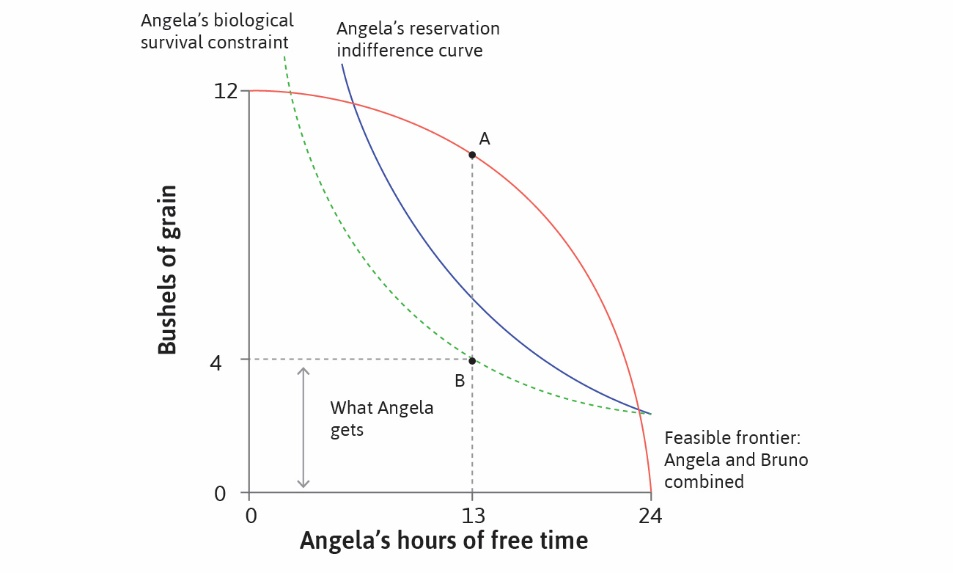 Angela’s biological
survival constraint
Angela’s reservation
indifference curve
12
A
Bushels of grain
4
B
What Angela
gets
Feasible frontier:
Angela and Bruno
combined
0
0
13
24
Angela’s hours of free time